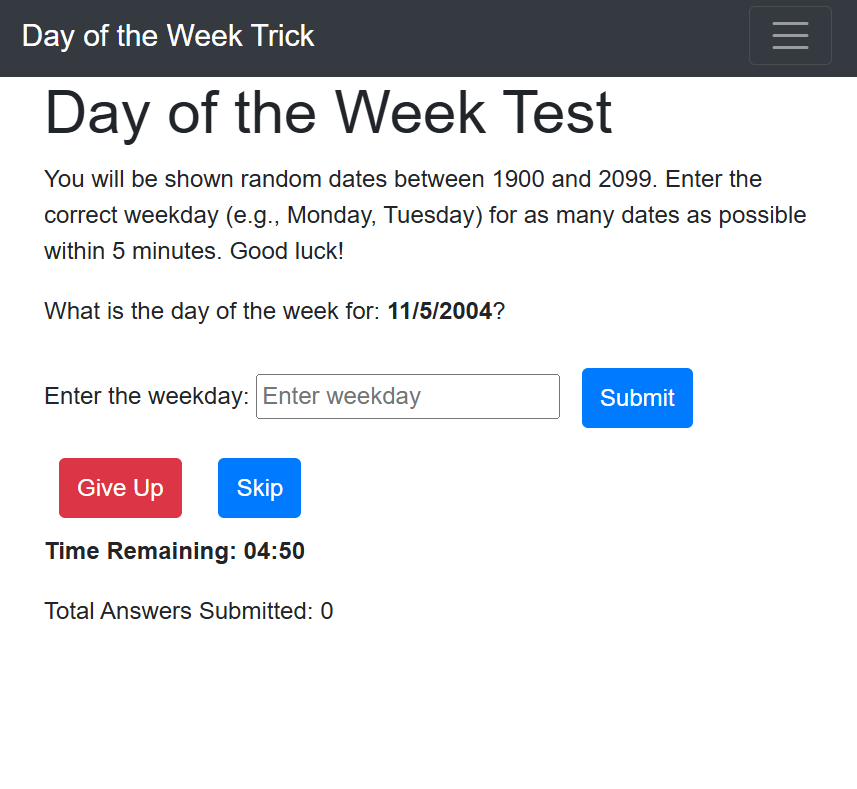 Day of the Week Trick
Day of the Week Test
You will be shown random dates between 1900 and 2099. Enter the
correct weekday (e.g., Monday, Tuesday) for as many dates as possible
within 5 minutes. Good luck!
What is the day of the week for: 11/5/2004?
Enter the weekday: Enter weekday Submit
Give Up Skip
Time Remaining: 04:50
Total Answers Submitted: 0